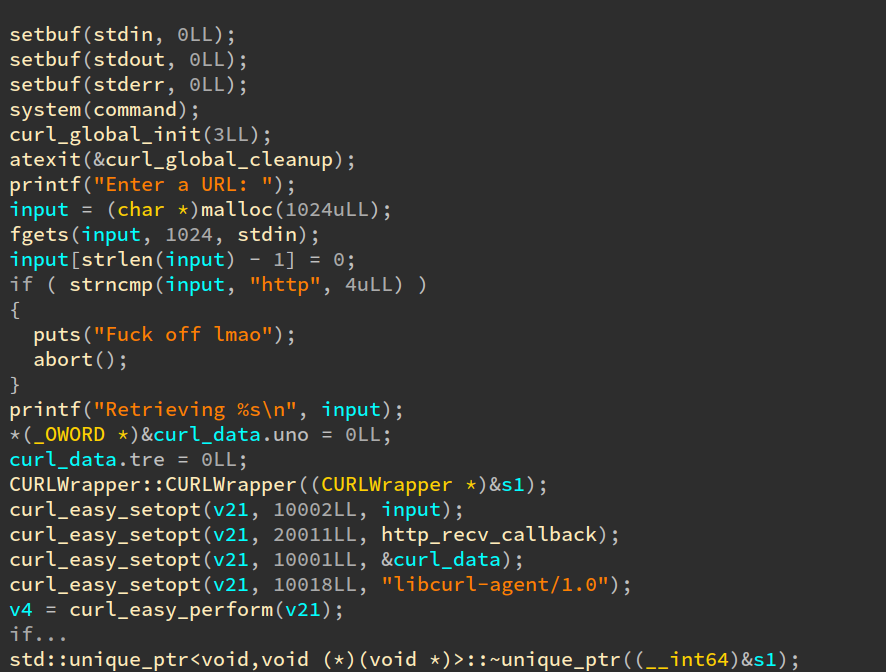 setbuf(stdin, 0LL);
setbuf(stdout, 0LL);
setbuf(stderr, 0LL);
system(command);
curl_global_init(3LL);
atexit(&curl_global_cleanup);
printf("Enter a URL: ");
input = (char *)malloc(1024uLL);
fgets(input, 1024, stdin);
input[strlen(input) - 1] = 0;
if ( strncmp(input, "http", 4uLL) )
{
  puts("Fuck off lmao");
  abort();
}
printf("Retrieving %s\n", input);
*(_OWORD *)&curl_data.uno = 0LL;
curl_data.tre = 0LL;
CURLWrapper::CURLWrapper((CURLWrapper *)&s1);
curl_easy_setopt(v21, 10002LL, input);
curl_easy_setopt(v21, 20011LL, http_recv_callback);
curl_easy_setopt(v21, 10001LL, &curl_data);
curl_easy_setopt(v21, 10018LL, "libcurl-agent/1.0");
v4 = curl_easy_perform(v21);
if...
std::unique_ptr<void,void (*)(void *)>::~unique_ptr((__int64)&s1);